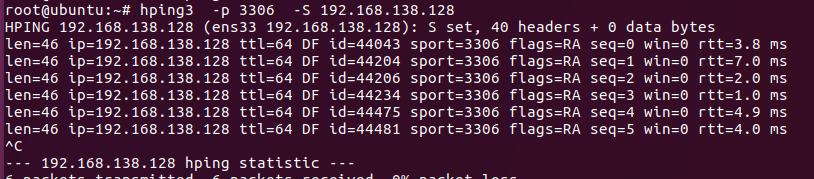 root@ubuntu:~# hping3  -p 3306  -S 192.168.138.128
HPING 192.168.138.128 (ens33 192.168.138.128): S set, 40 headers + 0 data bytes
len=46 ip=192.168.138.128 ttl=64 DF id=44043 sport=3306 flags=RA seq=0 win=0 rtt=3.8 ms
len=46 ip=192.168.138.128 ttl=64 DF id=44204 sport=3306 flags=RA seq=1 win=0 rtt=7.0 ms
len=46 ip=192.168.138.128 ttl=64 DF id=44206 sport=3306 flags=RA seq=2 win=0 rtt=2.0 ms
len=46 ip=192.168.138.128 ttl=64 DF id=44234 sport=3306 flags=RA seq=3 win=0 rtt=1.0 ms
len=46 ip=192.168.138.128 ttl=64 DF id=44475 sport=3306 flags=RA seq=4 win=0 rtt=4.9 ms
len=46 ip=192.168.138.128 ttl=64 DF id=44481 sport=3306 flags=RA seq=5 win=0 rtt=4.0 ms
^C
--- 192.168.138.128 hping statistic ---
6 packets transmitted, 6 packets received, 0% packet loss